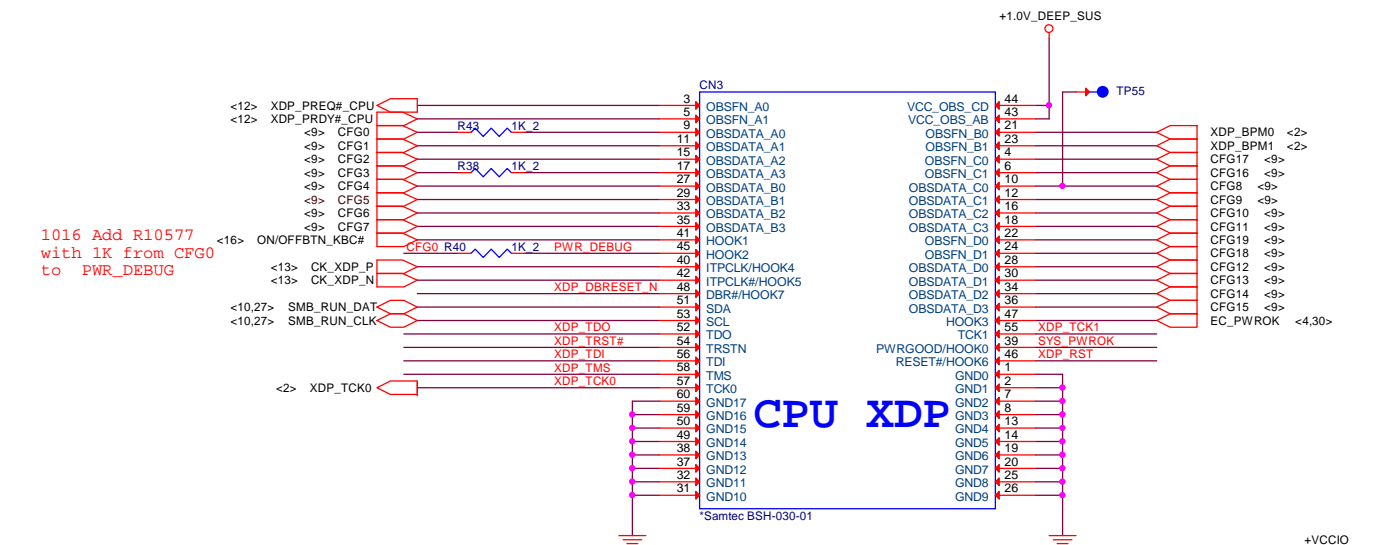 +1.0V_DEEP_SUS
CN3
TP55
<12> XDP_PREQ#_CPU 3 OBSFN_A0 VCC_OBS_CD 44
<12> XDP_PRDY#_CPU 5 OBSFN_A1 VCC_OBS_AB 43
<9> CFG0 R43 1K_2 9 OBSDATA_A0 OBSFN_B0 21 XDP_BPM0 <2>
<9> CFG1 11 OBSDATA_A1 OBSFN_B1 23 XDP_BPM1 <2>
<9> CFG2 15 OBSDATA_A2 OBSFN_C0 4 CFG17 <9>
<9> CFG3 R38 1K_2 17 OBSDATA_A3 OBSFN_C1 6 CFG16 <9>
<9> CFG4 27 OBSDATA_B0 OBSDATA_C0 10 CFG8 <9>
<9> CFG5 29 OBSDATA_B1 OBSDATA_C1 12 CFG9 <9>
<9> CFG6 33 OBSDATA_B2 OBSDATA_C2 16 CFG10 <9>
<9> CFG7 35 OBSDATA_B3 OBSDATA_C3 18 CFG11 <9>
<16> ON/OFFBTN_KBC# 41 HOOK1 OBSFN_D0 22 CFG19 <9>
CFG0 R40 1K_2 PWR_DEBUG 45 HOOK2 OBSFN_D1 24 CFG18 <9>
<13> CK_XDP_P 40 ITPCLK/HOOK4 OBSDATA_D0 28 CFG12 <9>
<13> CK_XDP_N 42 ITPCLK#/HOOK5 OBSDATA_D1 30 CFG13 <9>
XDP_DBRESET_N 48 DBR#/HOOK7 OBSDATA_D2 34 CFG14 <9>
<10,27> SMB_RUN_DAT 51 SDA OBSDATA_D3 36 CFG15 <9>
<10,27> SMB_RUN_CLK 53 SCL HOOK3 47 EC_PWROK <4,30>
XDP_TDO 52 TDO TCK1 55 XDP_TCK1
XDP_TRST# 54 TRSTN PWRGOOD/HOOK0 39 SYS_PWROK
XDP_TDI 56 TDI RESET#/HOOK6 46 XDP_RST
XDP_TMS 58 TMS GND0 1
<2> XDP_TCK0 XDP_TCK0 57 TCK0 GND1 2
60 GND17 GND2 7
59 GND16 GND3 8
50 GND15 GND4 13
49 GND14 GND5 14
38 GND13 GND6 19
37 GND12 GND7 20
32 GND11 GND8 25
31 GND10 GND9 26
CPU XDP
*Samtec BSH-030-01
1016 Add R10577
with 1K from CFG0
to PWR_DEBUG
+VCCIO